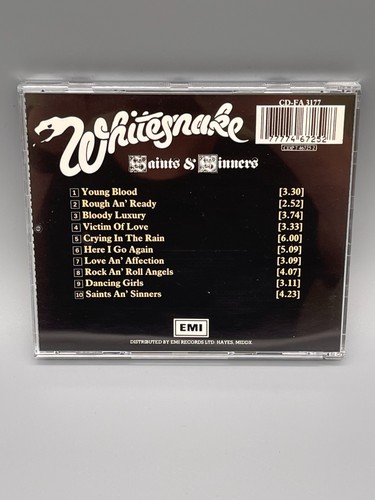 CD-FA 3177
Whitesnake
77774 67252
Saints & Sinners
1 Young Blood [3.30]
2 Rough An' Ready [2.52]
3 Bloody Luxury [3.74]
4 Victim Of Love [3.33]
5 Crying In The Rain [6.00]
6 Here I Go Again [5.09]
7 Love An' Affection [3.09]
8 Rock An' Roll Angels [4.07]
9 Dancing Girls [3.11]
10 Saints An' Sinners [4.23]
EMI
DISTRIBUTED BY EMI RECORDS LTD. HAYES. MIDDX.